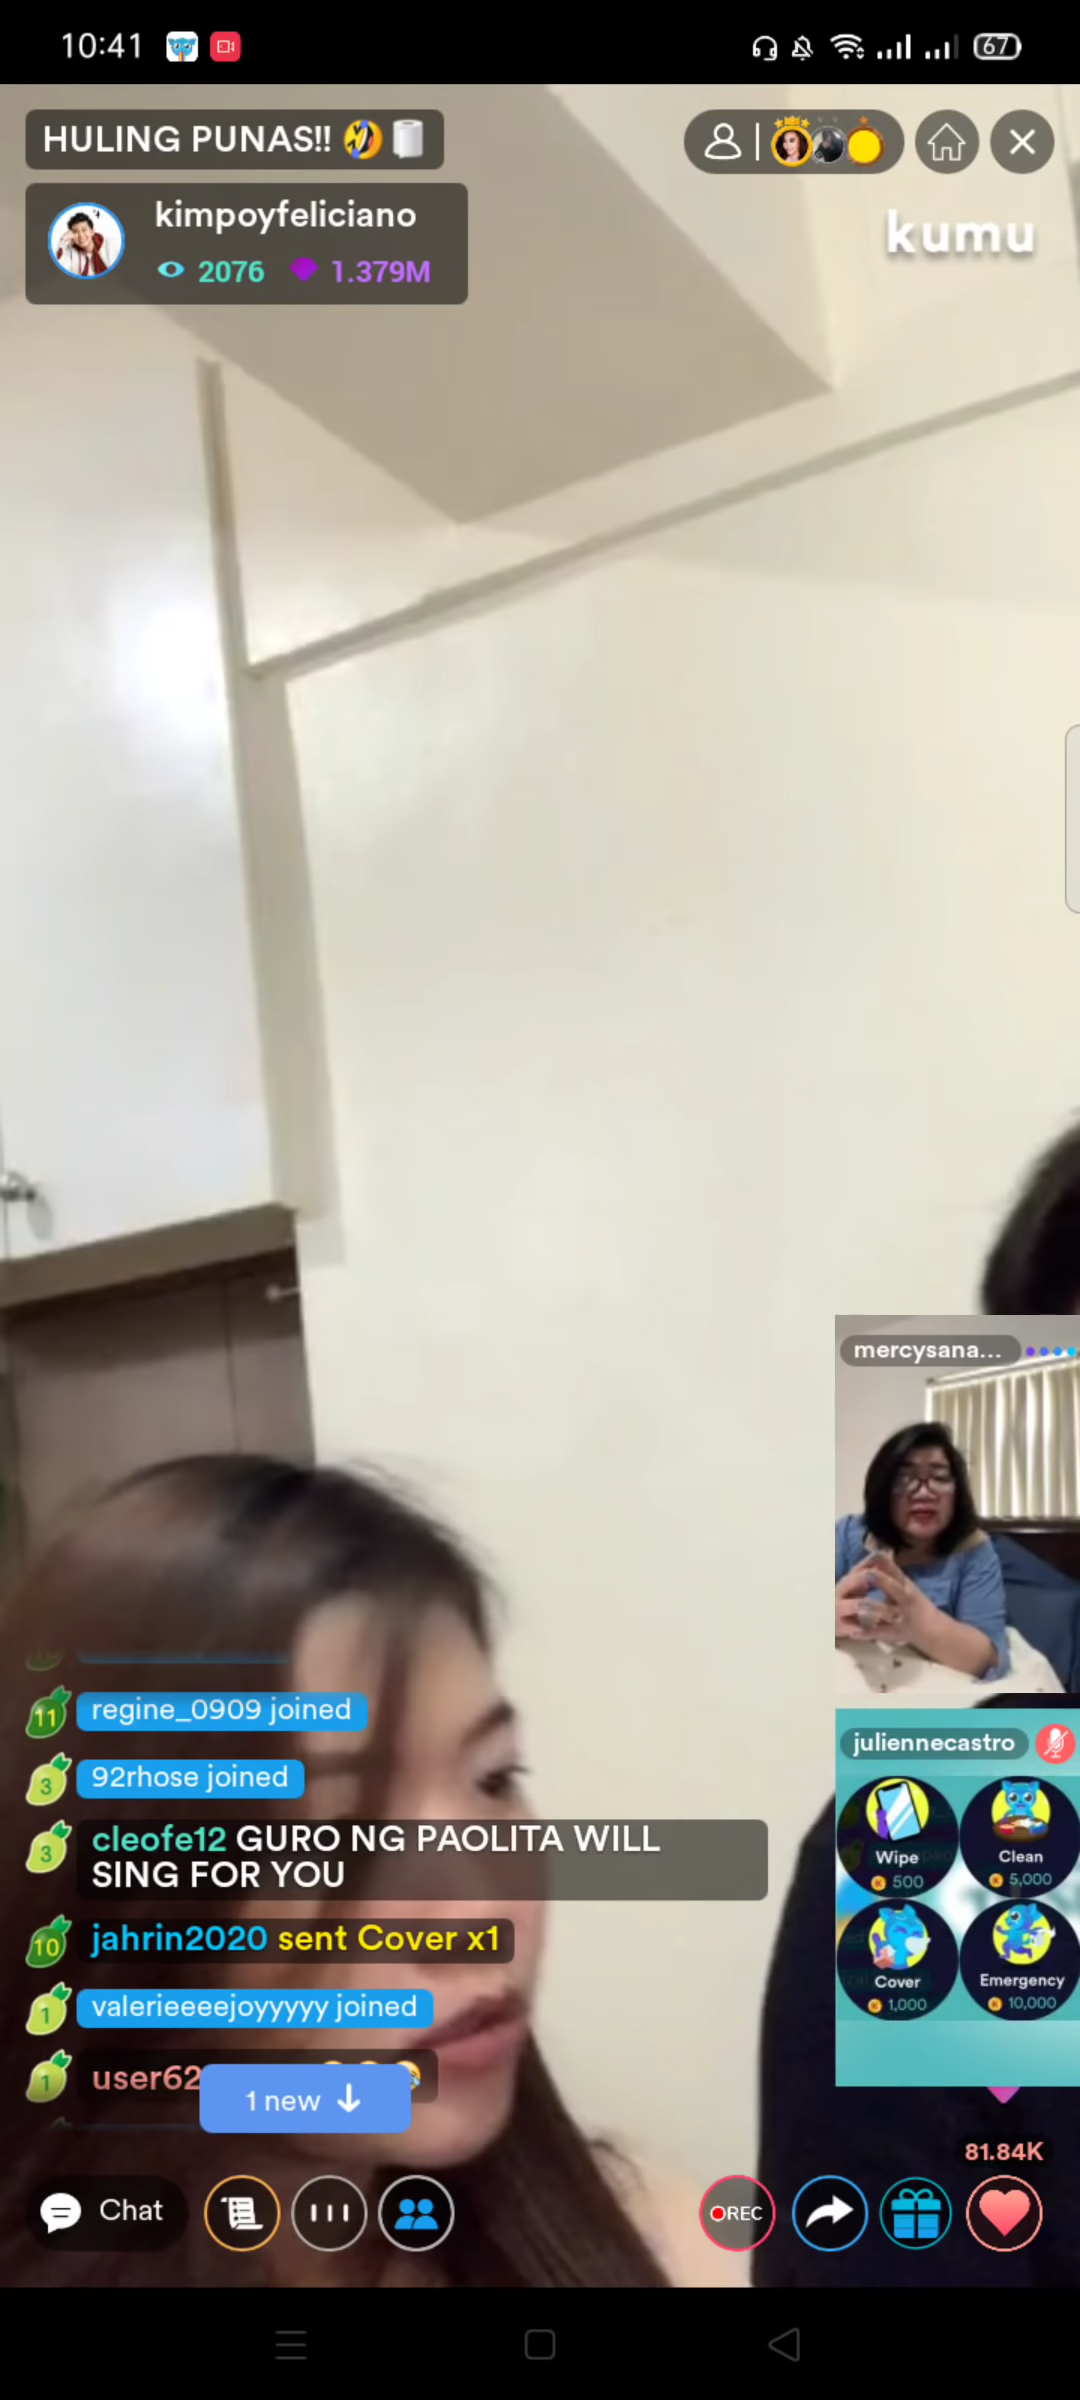 10:41
67
HULING PUNAS!! 🤣🧻
kimpoyfeliciano
2076 1.379M
kumu
mercysana...
regine_0909 joined
92rhose joined
cleofe12 GURO NG PAOLITA WILL
SING FOR YOU
jahrin2020 sent Cover x1
valerieeeejoyyyyy joined
user62
1 new ↓
juliennecastro
Wipe
500
Clean
5,000
Cover
1,000
Emergency
10,000
81.84K
Chat
REC
11
3
3
10
1
1